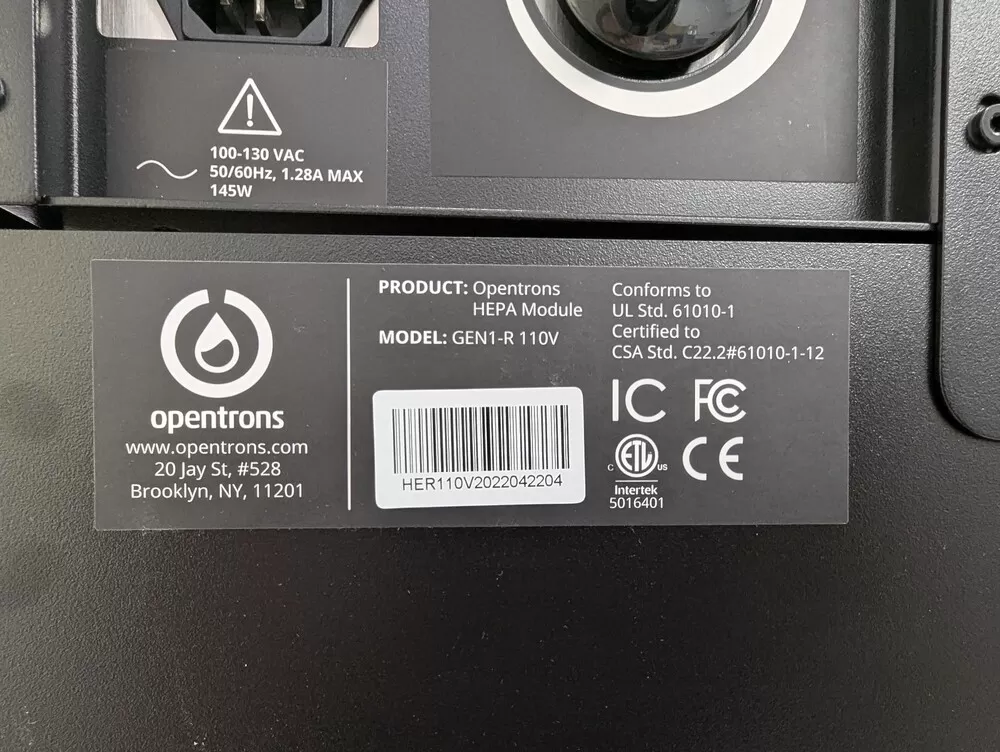 100-130 VAC
50/60Hz, 1.28A MAX
145W
opentrons
www.opentrons.com
20 Jay St, #528
Brooklyn, NY, 11201
PRODUCT: Opentrons
HEPA Module
MODEL: GEN1-R 110V
HER110V2022042204
Conforms to
UL Std. 61010-1
Certified to
CSA Std. C22.2#61010-1-12
IC FC
C ETL US CE
Intertek
5016401